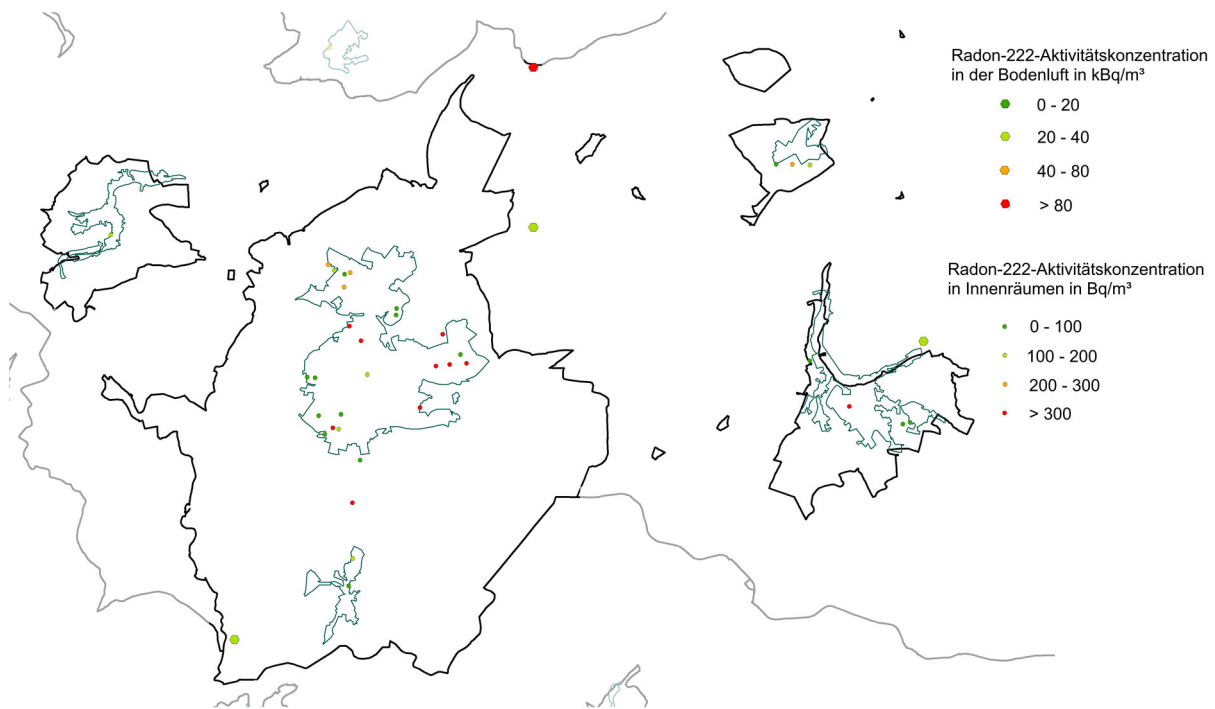 Radon-222-Aktivitätskonzentration
in der Bodenluft in kBq/m³
0 - 20
20 - 40
40 - 80
> 80
Radon-222-Aktivitätskonzentration
in Innenräumen in Bq/m³
0 - 100
100 - 200
200 - 300
> 300